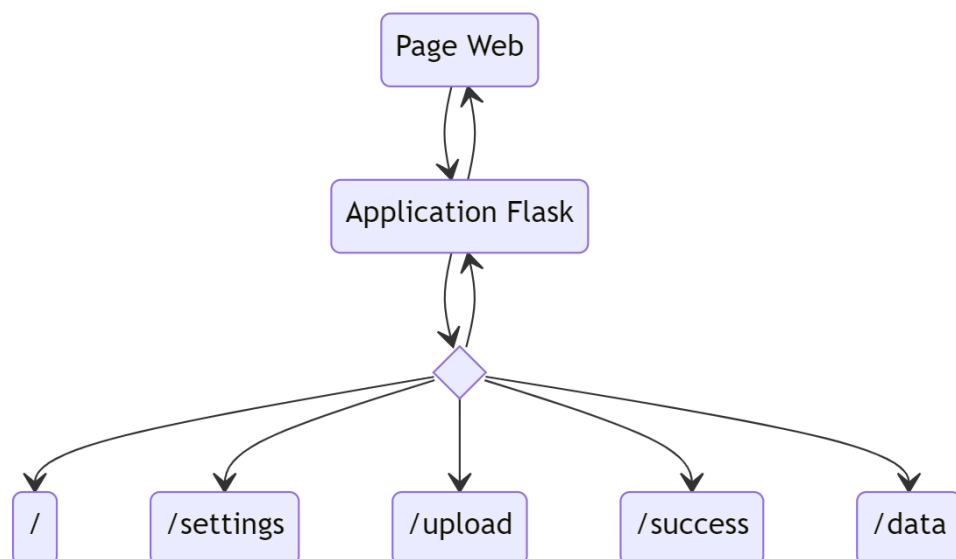 Page Web
Application Flask
/
/settings
/upload
/success
/data